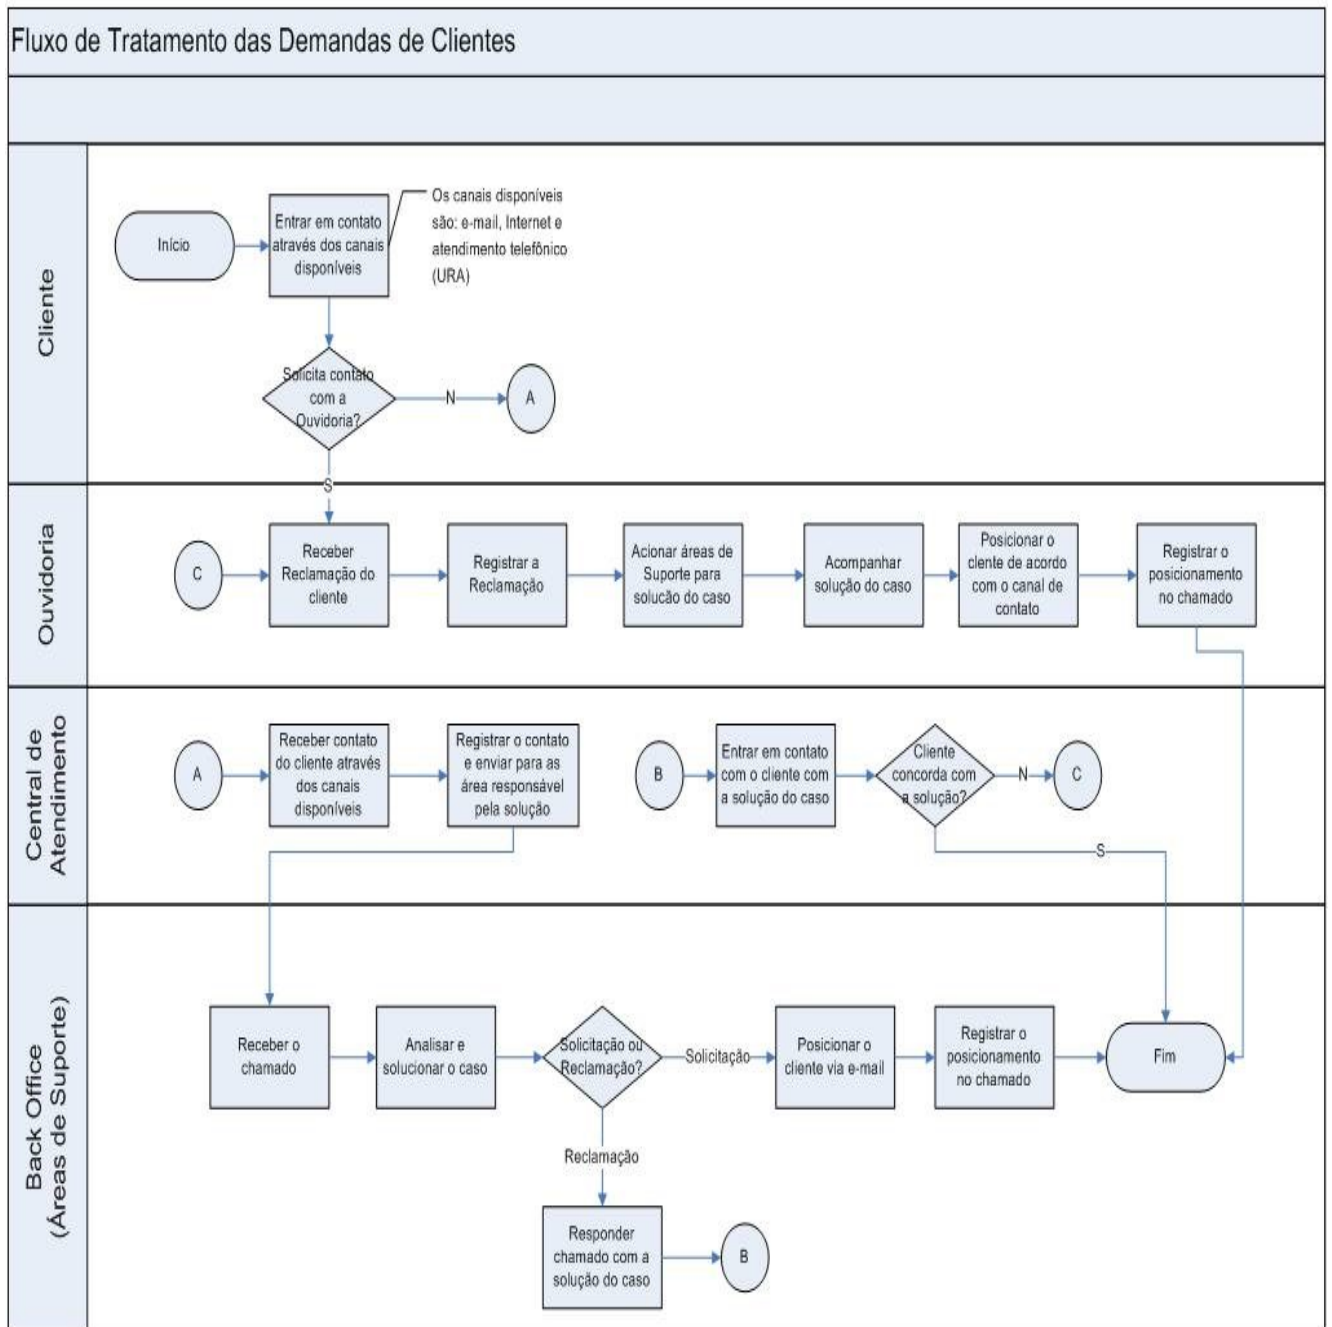 Fluxo de Tratamento das Demandas de Clientes
Cliente
Início
Entrar em contato
através dos canais
disponíveis
Os canais disponíveis
são: e-mail, Internet e
atendimento telefônico
(URA)
Solicita contato
com a
Ouvidoria?
N
A
S
Ouvidoria
C
Receber
Reclamação do
cliente
Registrar a
Reclamação
Acionar áreas de
Suporte para
solucão do caso
Acompanhar
solução do caso
Posicionar o
cliente de acordo
com o canal de
contato
Registrar o
posicionamento
no chamado
Central de
Atendimento
A
Receber contato
do cliente através
dos canais
disponíveis
Registrar o contato
e enviar para as
área responsável
pela solução
B
Entrar em contato
com o cliente com
a solução do caso
Cliente
concorda com
a solução?
N
C
S
Back Office
(Áreas de Suporte)
Receber o
chamado
Analisar e
solucionar o caso
Solicitação ou
Reclamação?
Solicitação
Posicionar o
cliente via e-mail
Registrar o
posicionamento
no chamado
Fim
Reclamação
Responder
chamado com a
solução do caso
B